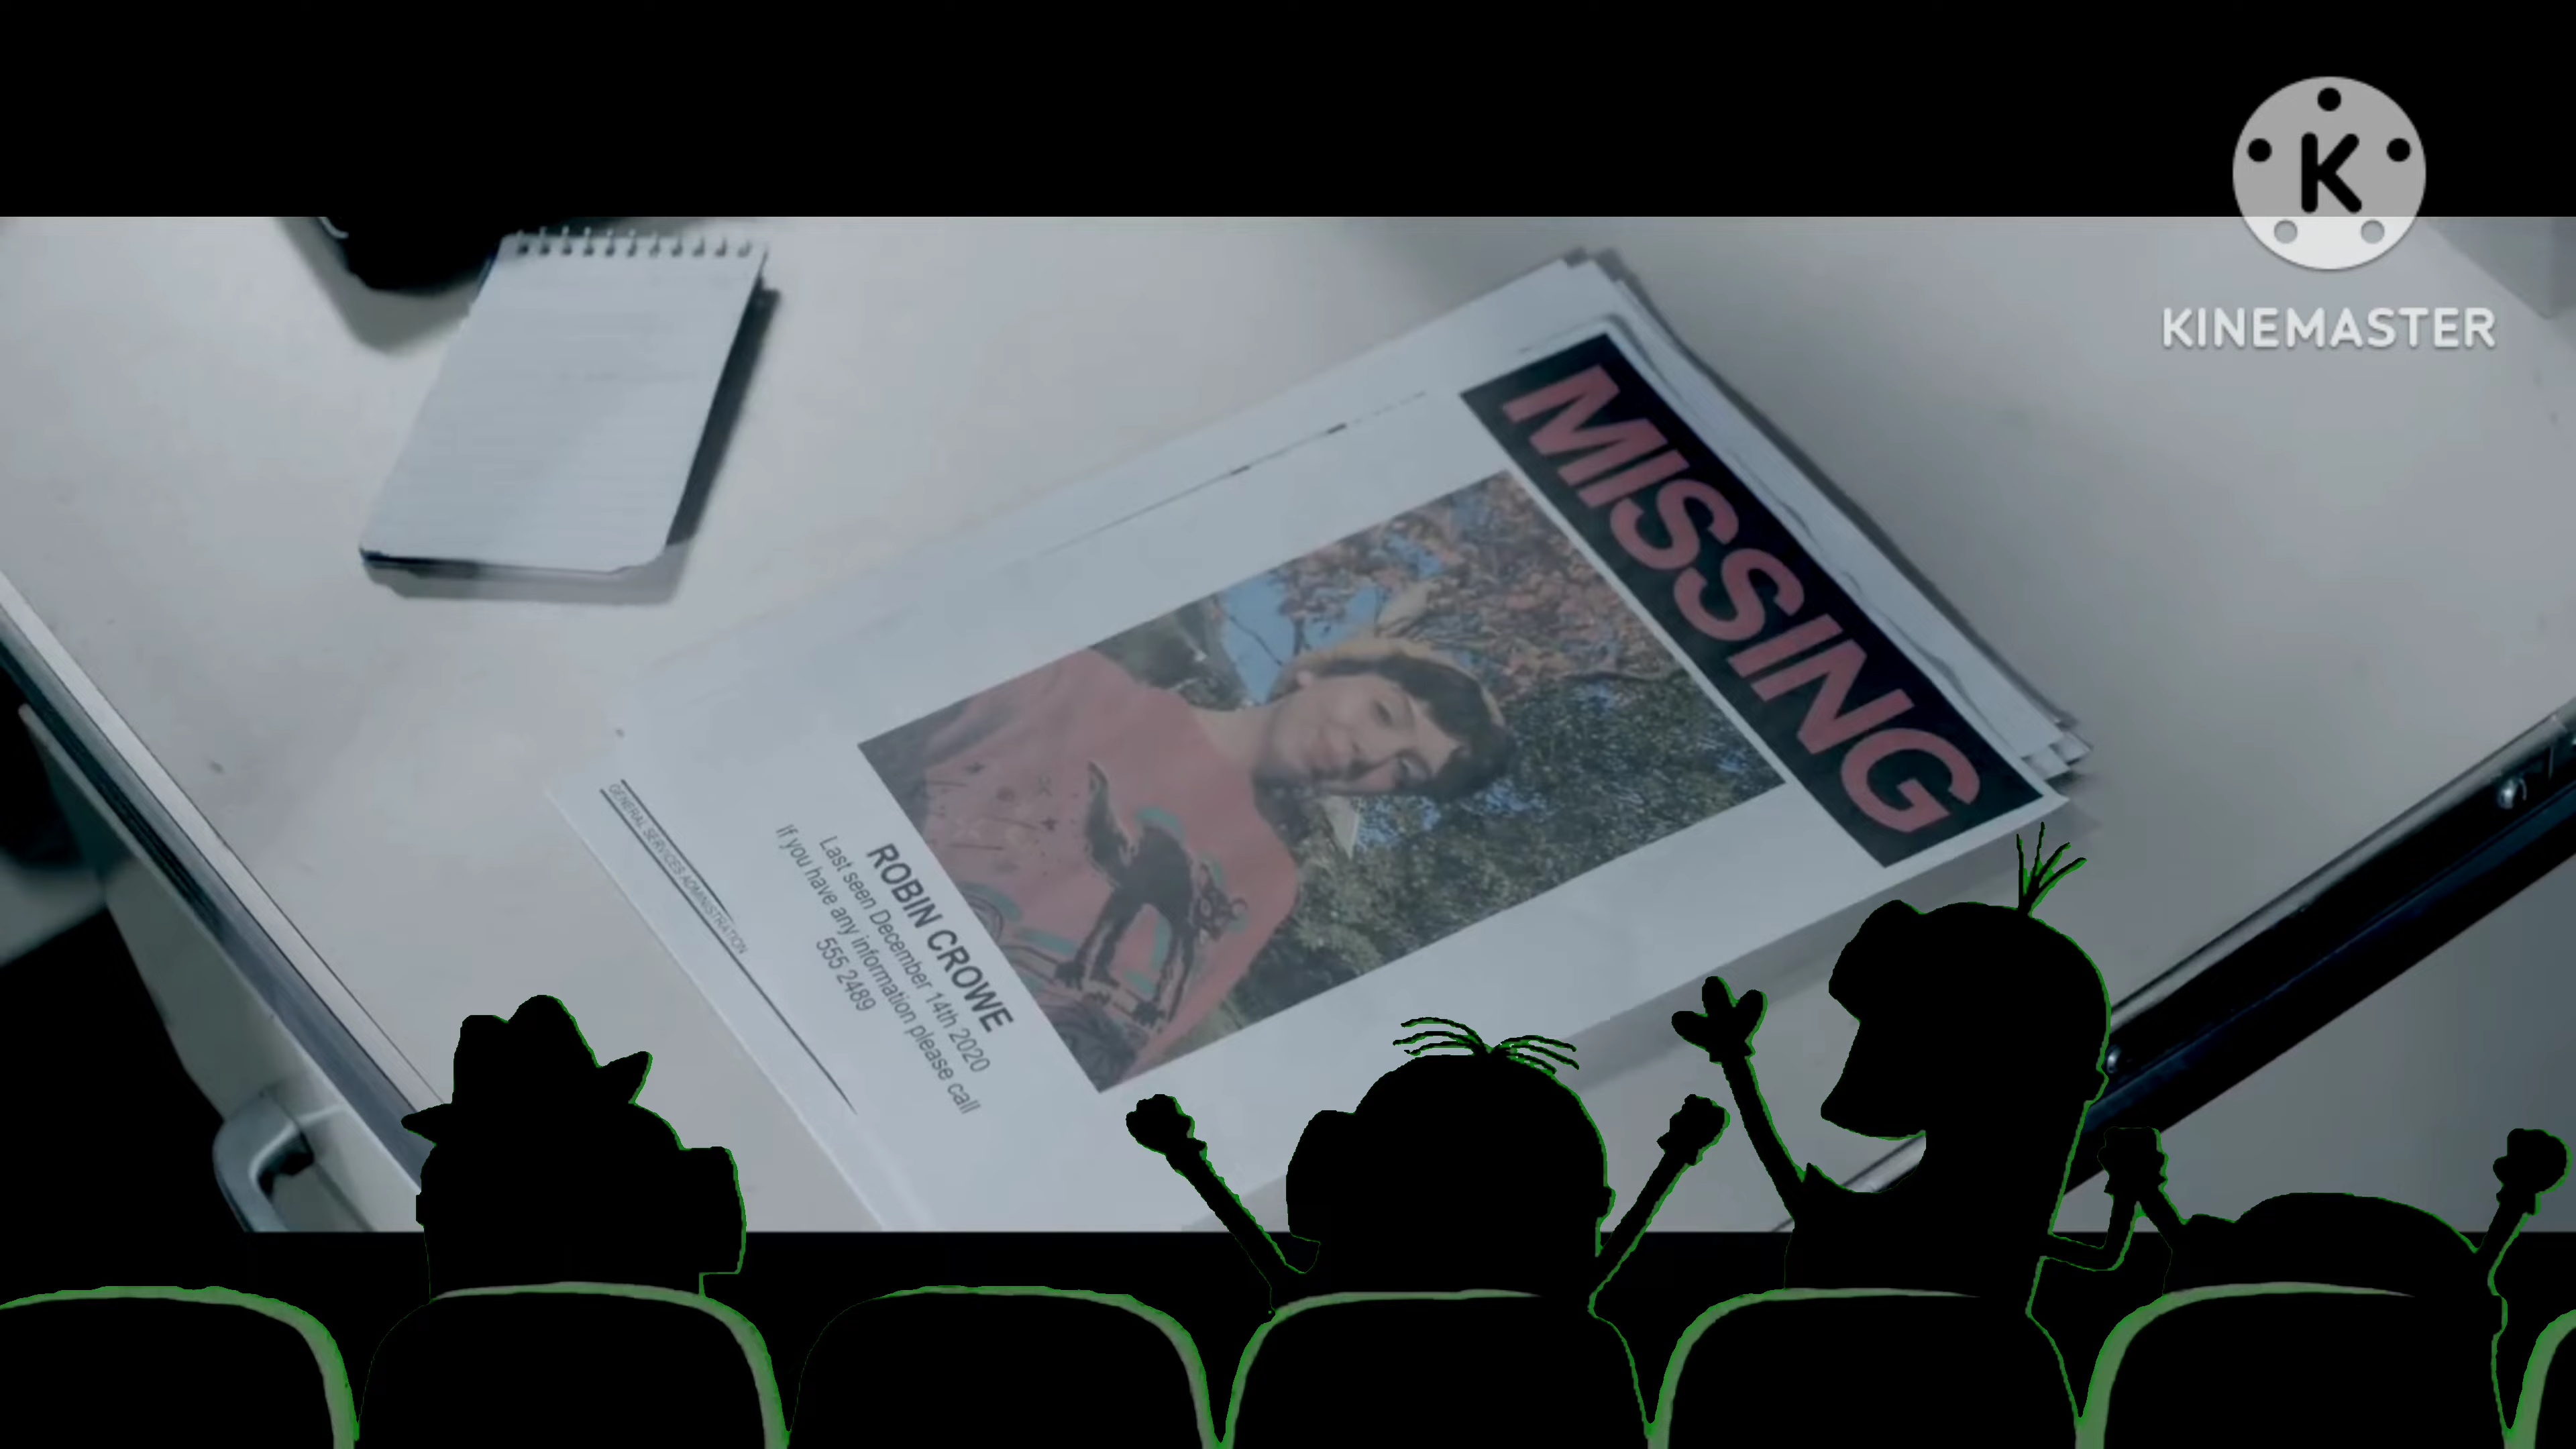 K
KINEMASTER
MISSING
ROBIN CROWE
Last seen December 14th 2020
If you have any information please call
555 2489
GENERAL SERVICES ADMINISTRATION